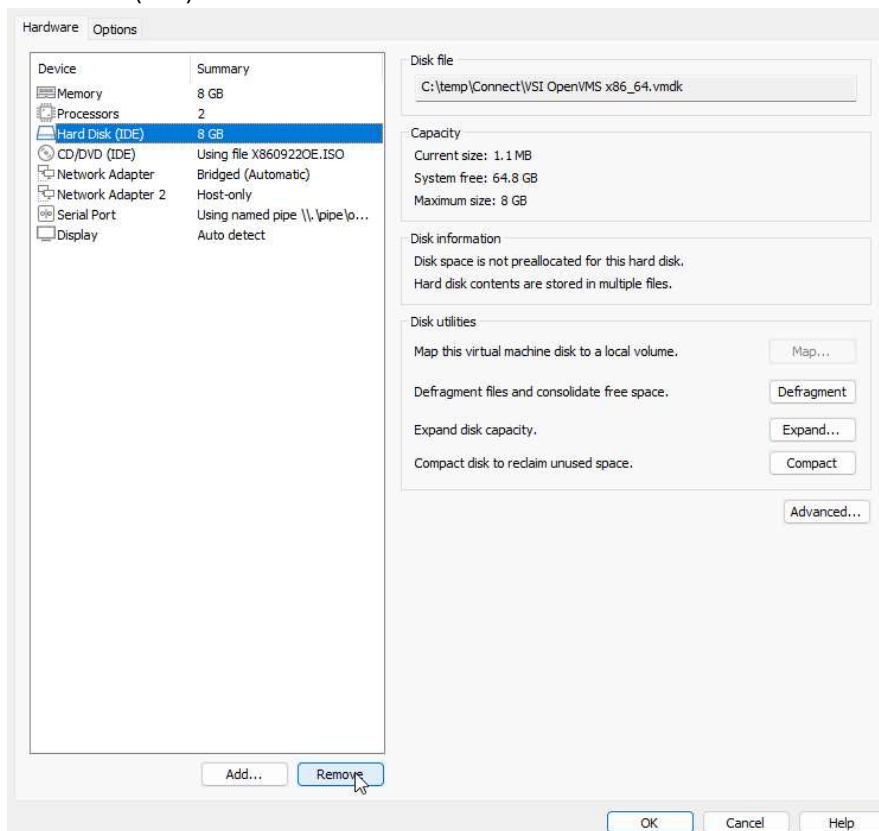 Hardware Options
Device Summary
Memory 8 GB
Processors 2
Hard Disk (IDE) 8 GB
CD/DVD (IDE) Using file X860922OE.ISO
Network Adapter Bridged (Automatic)
Network Adapter 2 Host-only
Serial Port Using named pipe \\.\pipe\o...
Display Auto detect
Add... Remove
Disk file
C:\temp\Connect\VSI OpenVMS x86_64.vmdk
Capacity
Current size: 1.1 MB
System free: 64.8 GB
Maximum size: 8 GB
Disk information
Disk space is not preallocated for this hard disk.
Hard disk contents are stored in multiple files.
Disk utilities
Map this virtual machine disk to a local volume. Map...
Defragment files and consolidate free space. Defragment
Expand disk capacity. Expand...
Compact disk to reclaim unused space. Compact
Advanced...
OK Cancel Help